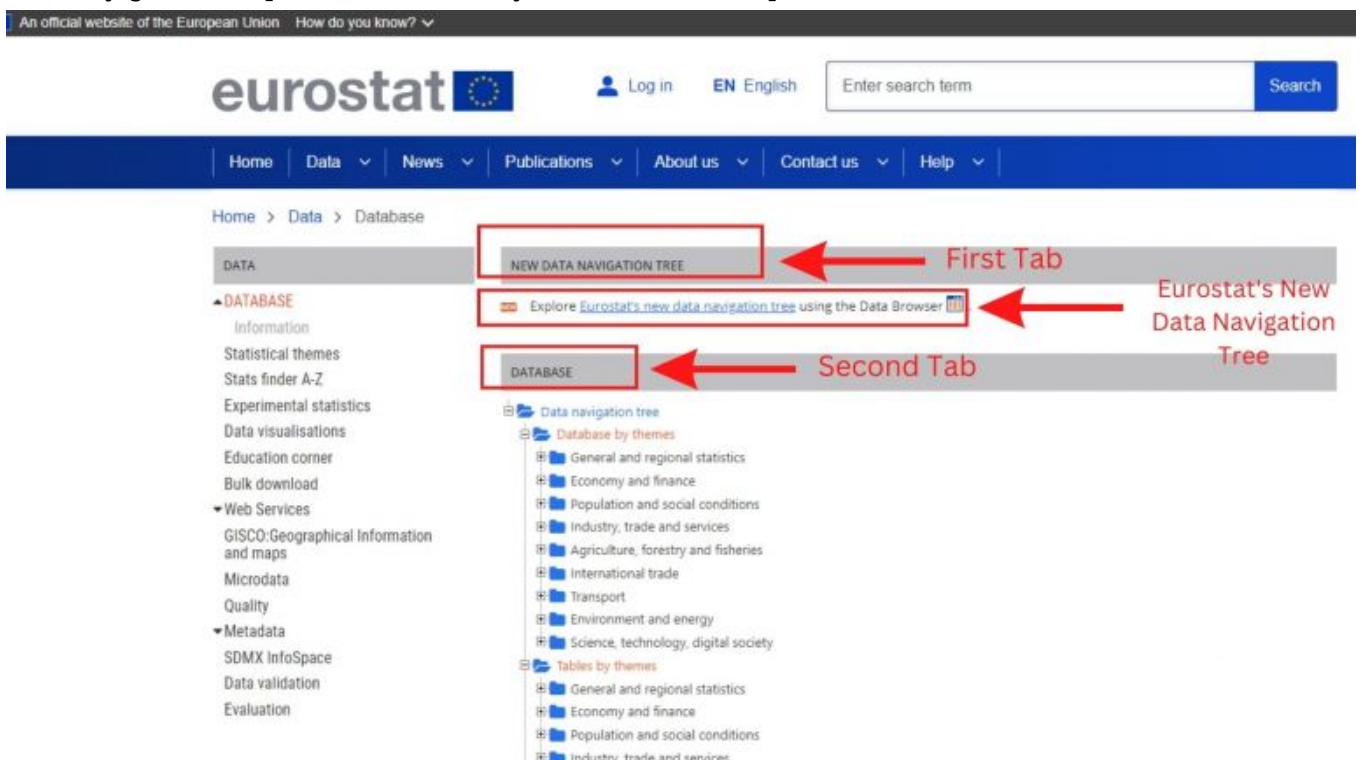 An official website of the European Union How do you know?
eurostat
Log in EN English Enter search term Search
Home Data News Publications About us Contact us Help
Home > Data > Database
DATA
DATABASE
Information
Statistical themes
Stats finder A-Z
Experimental statistics
Data visualisations
Education corner
Bulk download
Web Services
GISCO:Geographical Information
and maps
Microdata
Quality
Metadata
SDMX InfoSpace
Data validation
Evaluation
NEW DATA NAVIGATION TREE
First Tab
Explore Eurostat's new data navigation tree using the Data Browser
Eurostat's New
Data Navigation
Tree
DATABASE
Second Tab
Data navigation tree
Database by themes
General and regional statistics
Economy and finance
Population and social conditions
Industry, trade and services
Agriculture, forestry and fisheries
International trade
Transport
Environment and energy
Science, technology, digital society
Tables by themes
General and regional statistics
Economy and finance
Population and social conditions
Industry, trade and services